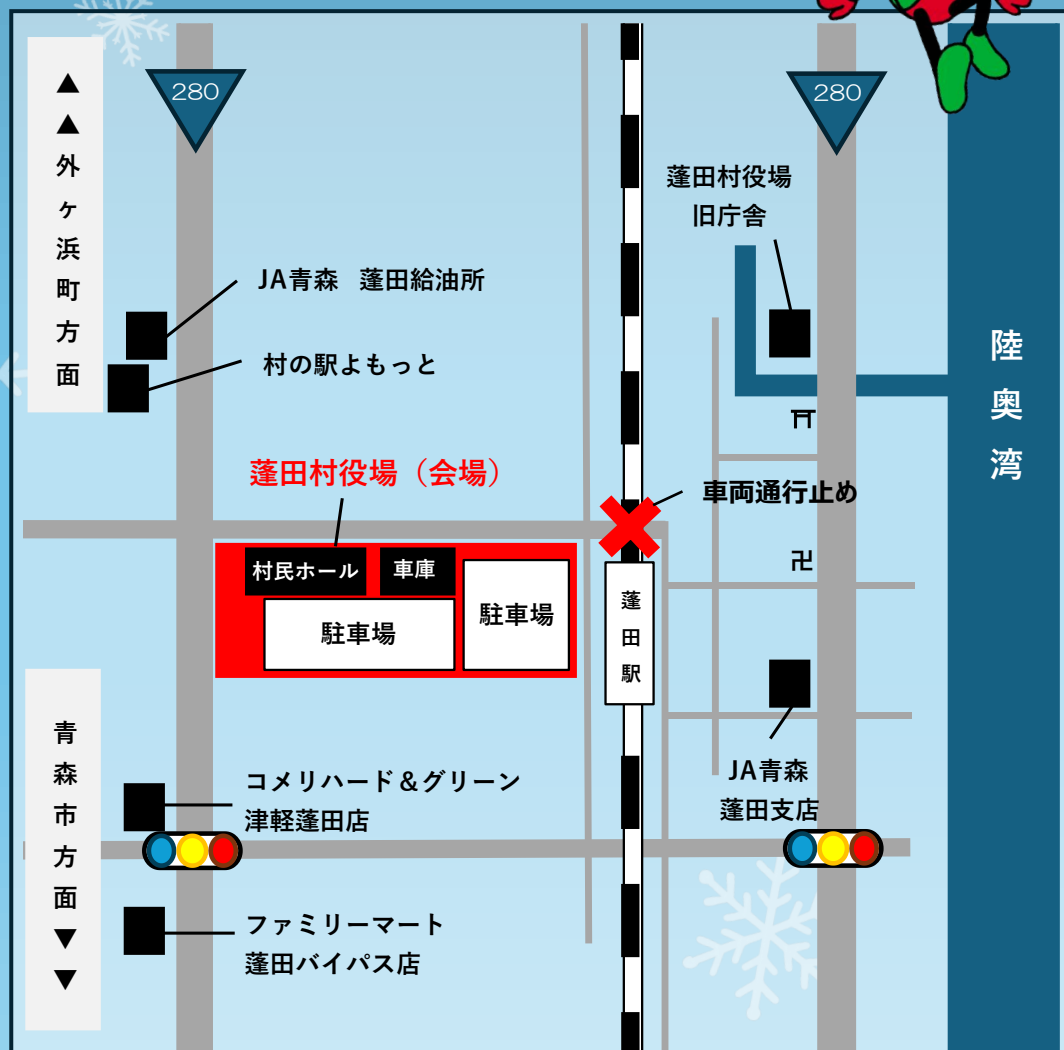 280
280
▲▲外ヶ浜町方面
蓬田村役場
旧庁舎
JA青森 蓬田給油所
村の駅よもっと
陸奥湾
蓬田村役場（会場）
車両通行止め
村民ホール
車庫
駐車場
駐車場
蓬田駅
卍
青森市方面▼▼
コメリハード＆グリーン
津軽蓬田店
JA青森
蓬田支店
ファミリーマート
蓬田バイパス店